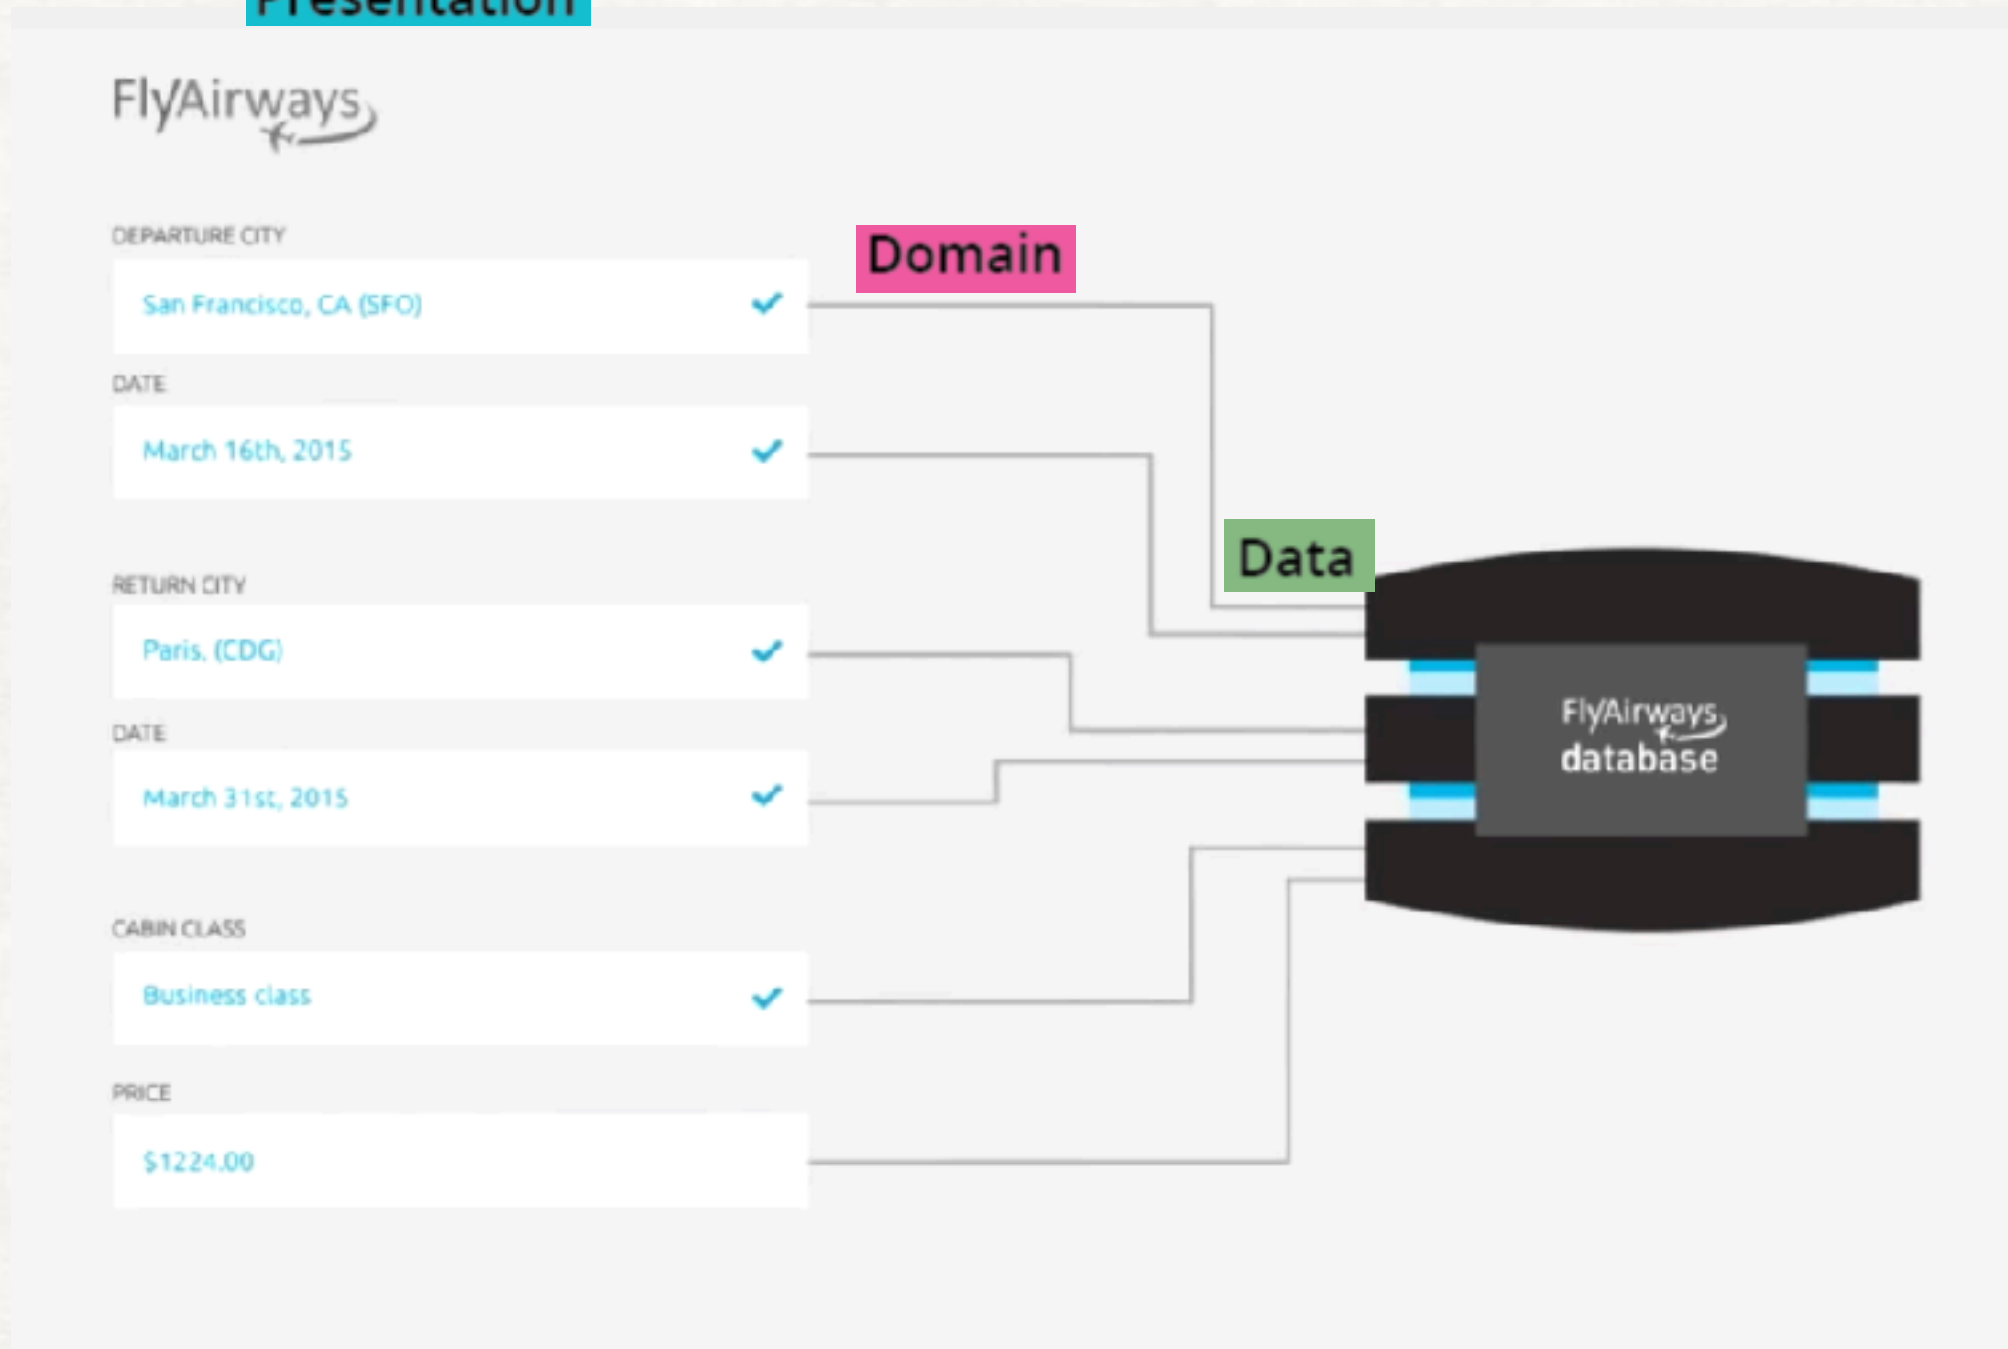 Presentation
FlyAirways
DEPARTURE CITY
Domain
San Francisco, CA (SFO)
DATE
March 16th, 2015
Data
RETURN CITY
Paris. (CDG)
DATE
March 31st, 2015
FlyAirways
database
CABIN CLASS
Business class
PRICE
$1224.00